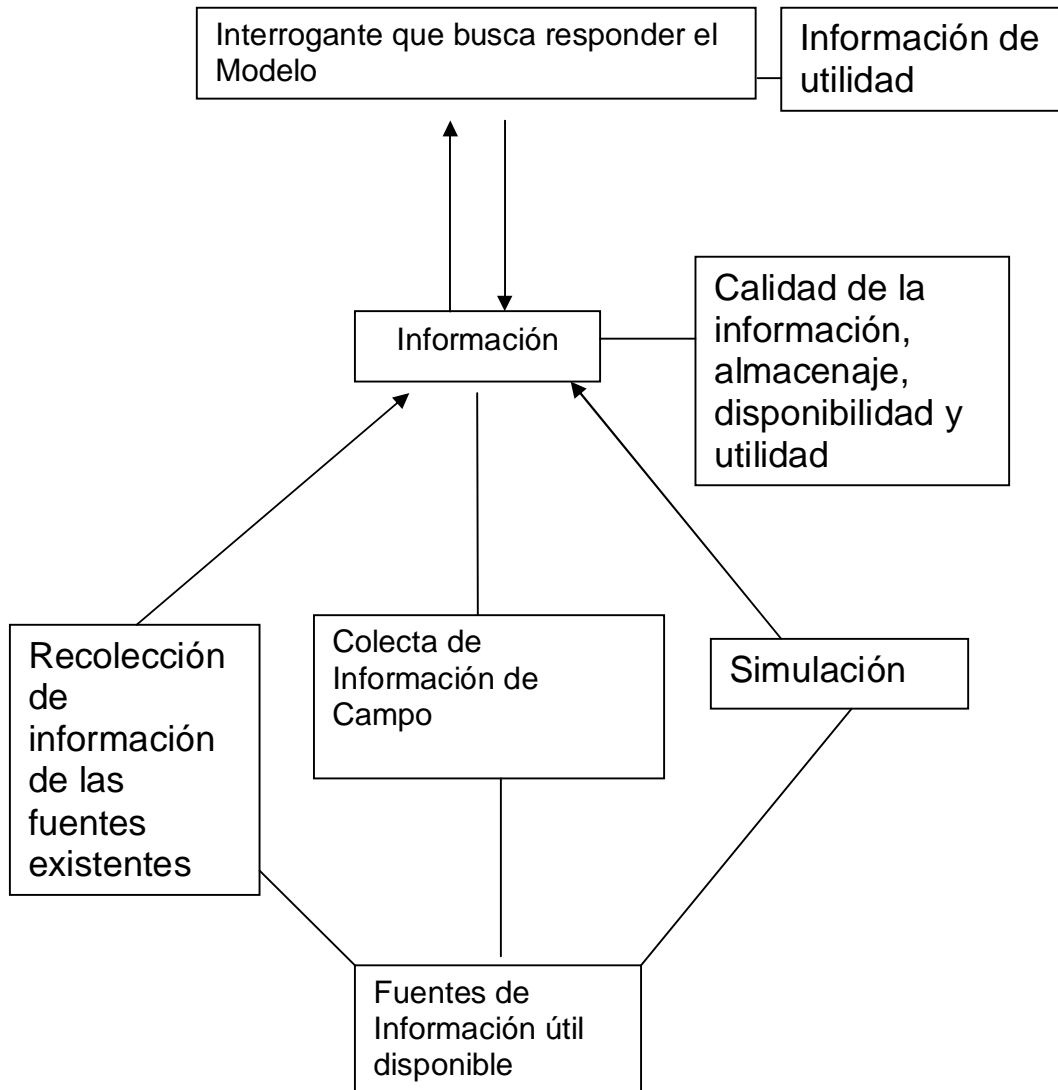 Interrogante que busca responder el
Modelo
Información de
utilidad
Información
Calidad de la
información,
almacenaje,
disponibilidad y
utilidad
Recolección
de
información
de las
fuentes
existentes
Colecta de
Información de
Campo
Simulación
Fuentes de
Información útil
disponible